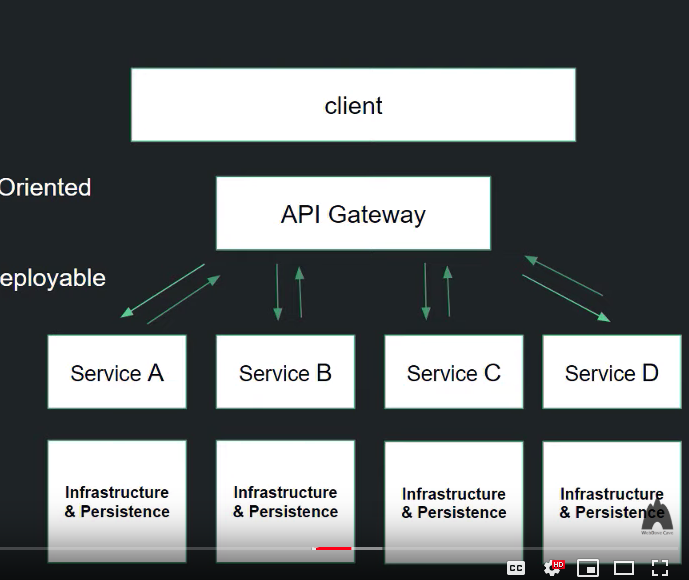 client
Oriented
API Gateway
eployable
Service A
Service B
Service C
Service D
Infrastructure
& Persistence
Infrastructure
& Persistence
Infrastructure
& Persistence
Infrastructure
& Persistence
CC
HD